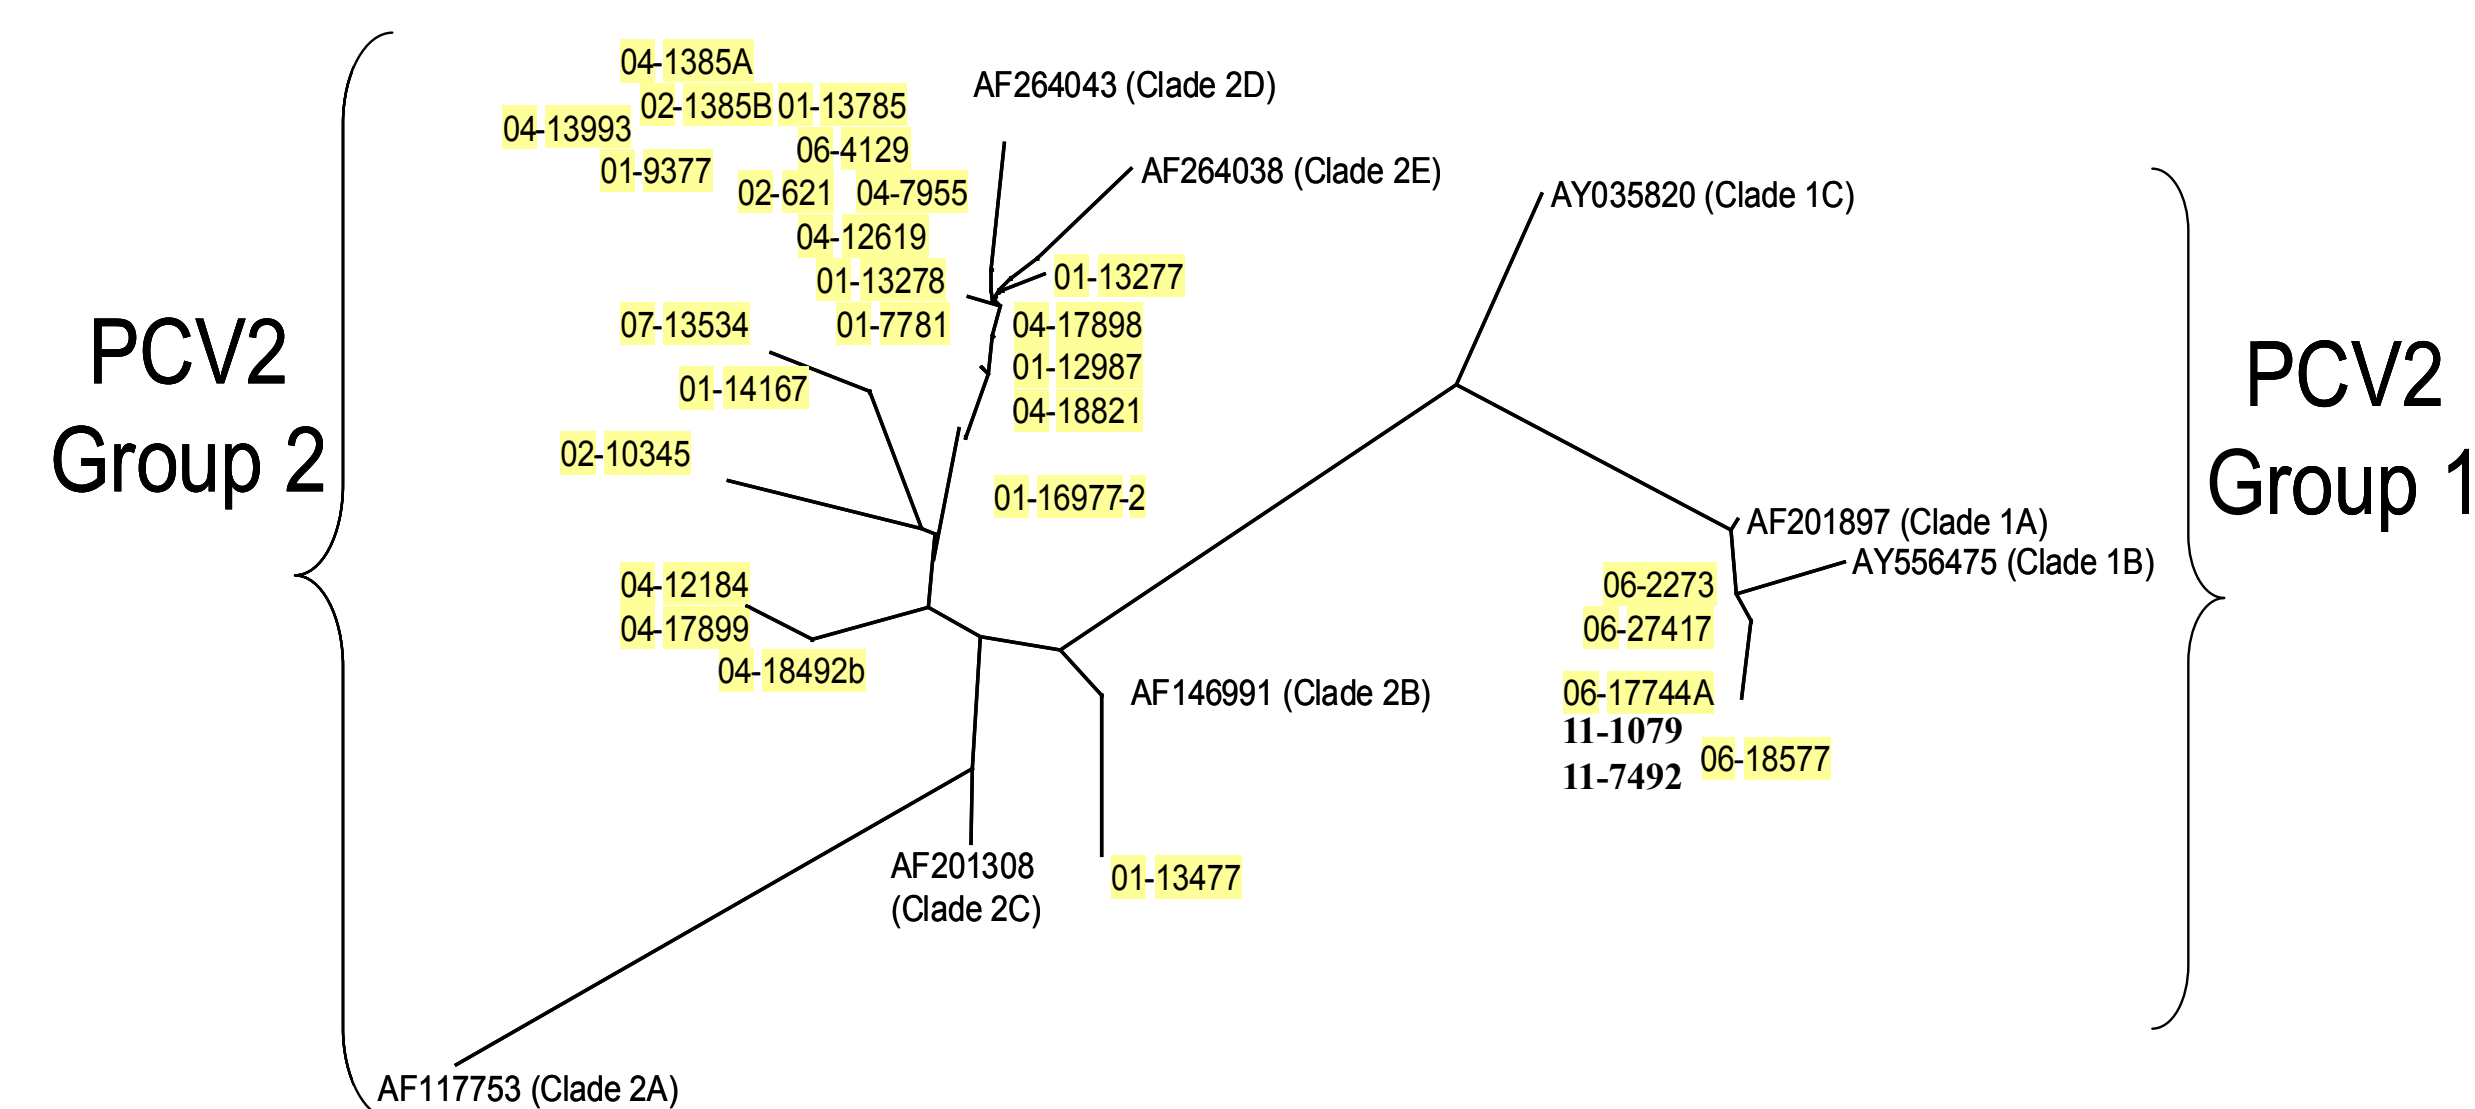 04-1385A
AF264043 (Clade 2D)
02-1385B 01-13785
04-13993
06-4129
01-9377
AF264038 (Clade 2E)
02-621 04-7955
AY035820 (Clade 1C)
04-12619
01-13278
01-13277
07-13534
01-7781
04-17898
PCV2
Group 2
01-14167
01-12987
04-18821
PCV2
Group 1
02-10345
01-16977-2
AF201897 (Clade 1A)
AY556475 (Clade 1B)
04-12184
04-17899
04-18492b
06-2273
06-27417
AF146991 (Clade 2B)
06-17744A
11-1079
06-18577
11-7492
AF201308
(Clade 2C)
01-13477
AF117753 (Clade 2A)